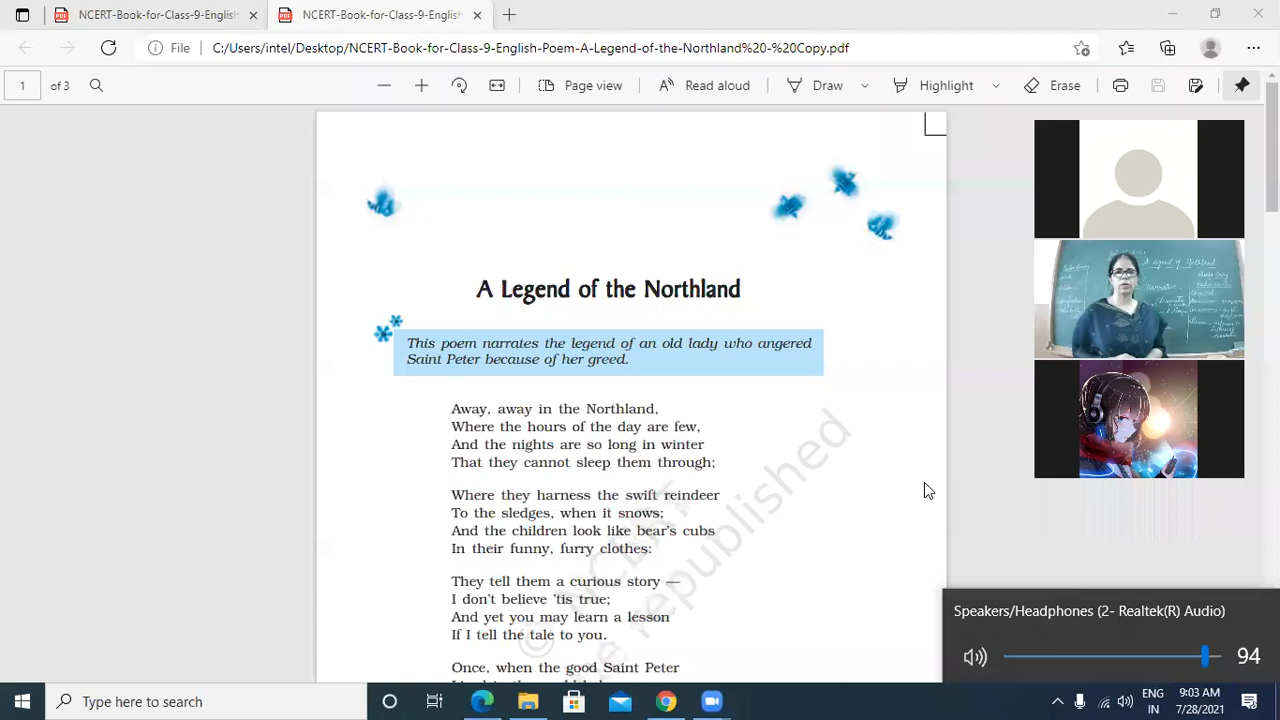 NCERT-Book-for-Class-9-English
NCERT-Book-for-Class-9-English
File
C:/Users/intel/Desktop/NCERT-Book-for-Class-9-English-Poem-A-Legend-of-the-Northland%20-%20Copy.pdf
1 of 3
Page view
Read aloud
Draw
Highlight
Erase
A Legend of the Northland
This poem narrates the legend of an old lady who angered
Saint Peter because of her greed.
Away, away in the Northland,
Where the hours of the day are few,
And the nights are so long in winter
That they cannot sleep them through;
Where they harness the swift reindeer
To the sledges, when it snows;
And the children look like bear's cubs
In their funny, furry clothes:
They tell them a curious story —
I don't believe 'tis true;
And yet you may learn a lesson
If I tell the tale to you.
Once, when the good Saint Peter
© NCERT
be republished
A Legend of Northland
Speakers/Headphones (2- Realtek(R) Audio)
94
Type here to search
ENG
IN
9:03 AM
7/28/2021